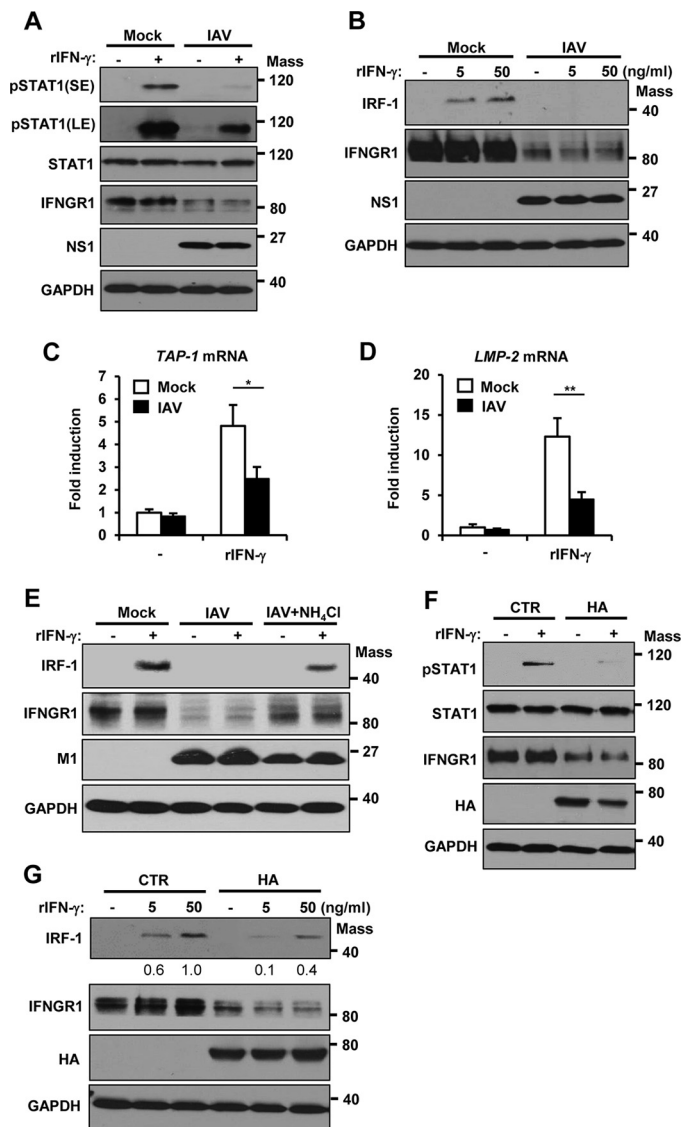 A
Mock IAV
rIFN-γ: - + - + Mass
pSTAT1(SE) 120
pSTAT1(LE) 120
STAT1 120
IFNGR1 80
NS1 27
GAPDH 40
B
Mock IAV
rIFN-γ: - 5 50 - 5 50 (ng/ml)
Mass
IRF-1 40
IFNGR1 80
NS1 27
GAPDH 40
C
TAP-1 mRNA
Fold induction
7
6
5
4
3
2
1
0
Mock
IAV
*
- rIFN-γ
D
LMP-2 mRNA
Fold induction
20
15
10
5
0
Mock
IAV
**
- rIFN-γ
E
Mock IAV IAV+NH₄Cl
rIFN-γ: - + - + - + Mass
IRF-1 40
IFNGR1 80
M1 27
GAPDH 40
F
CTR HA
rIFN-γ: - + - + Mass
pSTAT1 120
STAT1 120
IFNGR1 80
HA 80
GAPDH 40
G
CTR HA
rIFN-γ: - 5 50 - 5 50 (ng/ml)
Mass
IRF-1 40
0.6 1.0 0.1 0.4
IFNGR1 80
HA 80
GAPDH 40